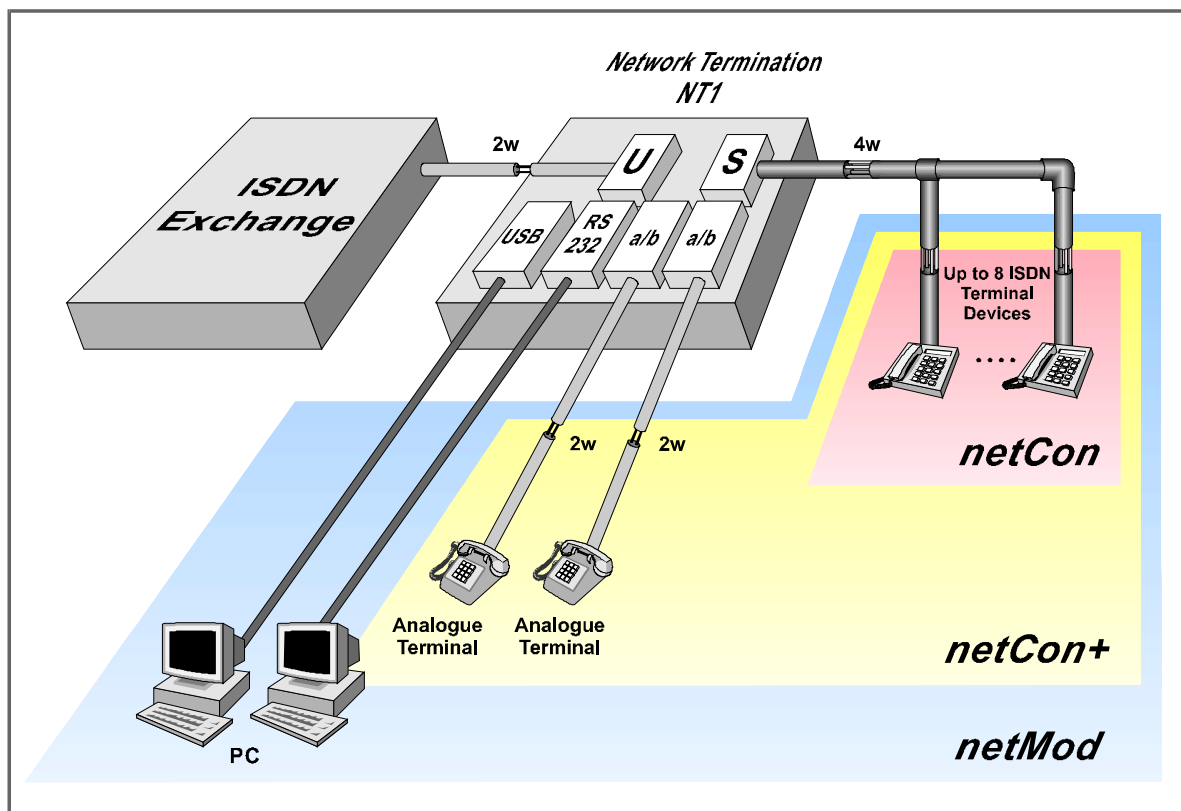 Network Termination
NT1
2w
4w
U
S
ISDN
Exchange
USB
RS
232
a/b
a/b
Up to 8 ISDN
Terminal
Devices
....
netCon
2w
2w
Analogue
Terminal
Analogue
Terminal
netCon+
PC
netMod